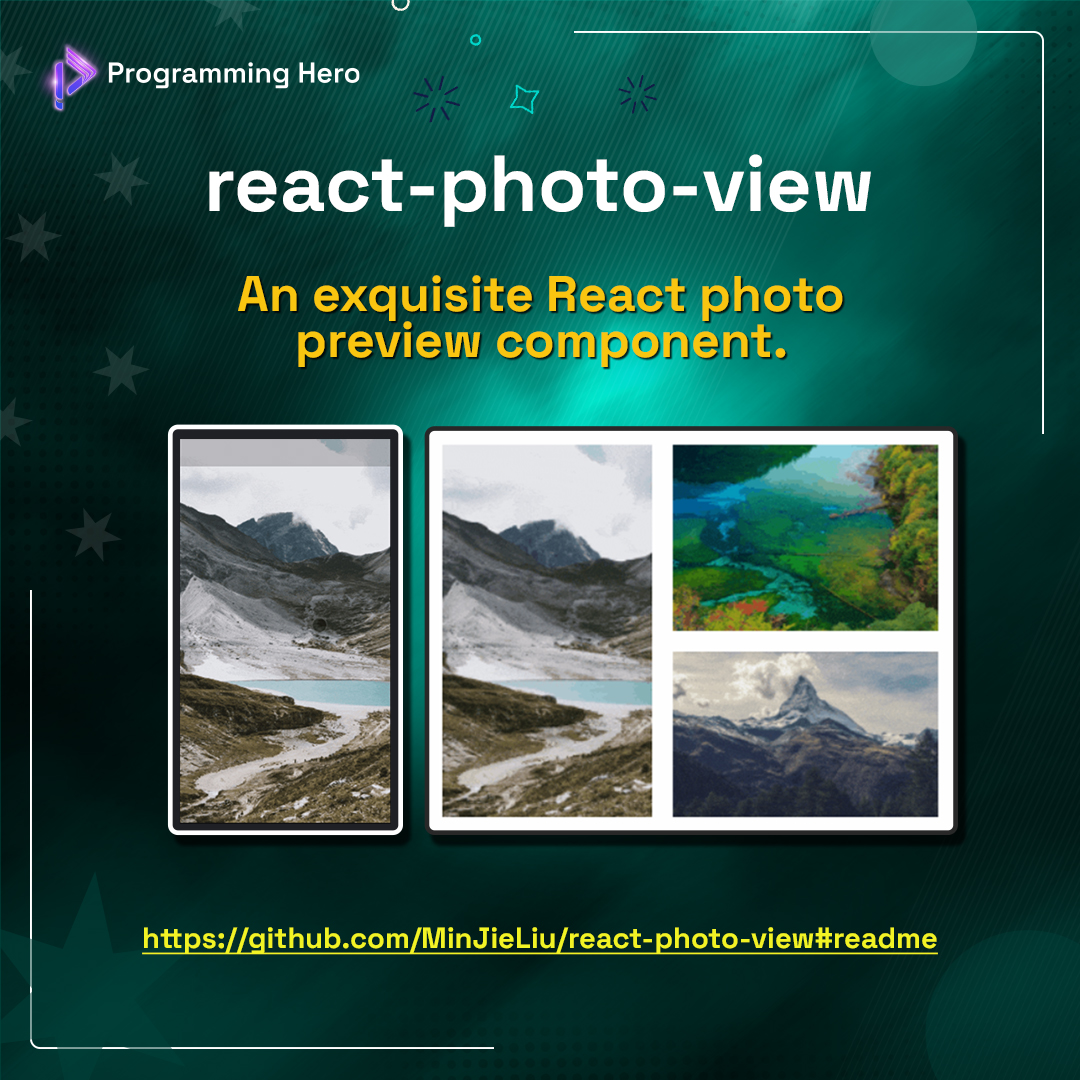 Programming Hero
react-photo-view
An exquisite React photo
preview component.
https://github.com/MinJieLiu/react-photo-view#readme